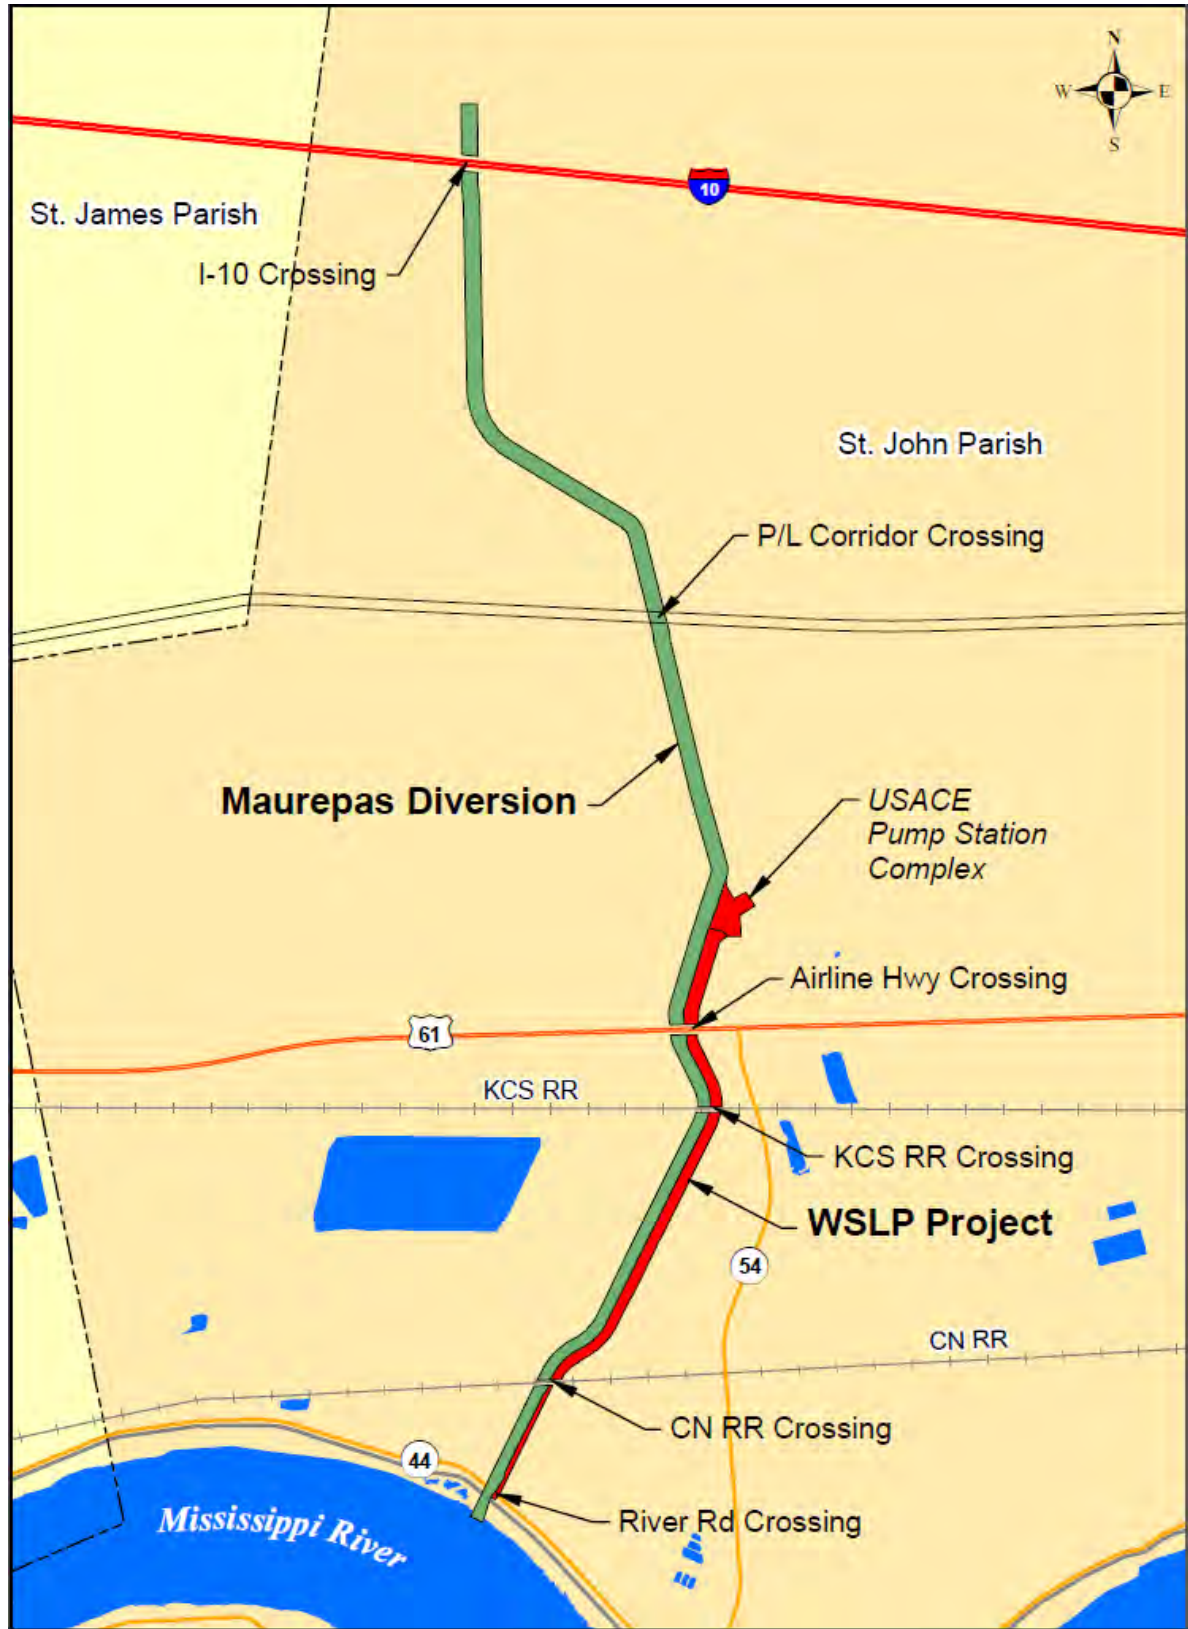 N
W E
S
10
St. James Parish
I-10 Crossing
St. John Parish
P/L Corridor Crossing
Maurepas Diversion
USACE
Pump Station
Complex
Airline Hwy Crossing
61
KCS RR
KCS RR Crossing
WSLP Project
54
CN RR
CN RR Crossing
44
Mississippi River
River Rd Crossing